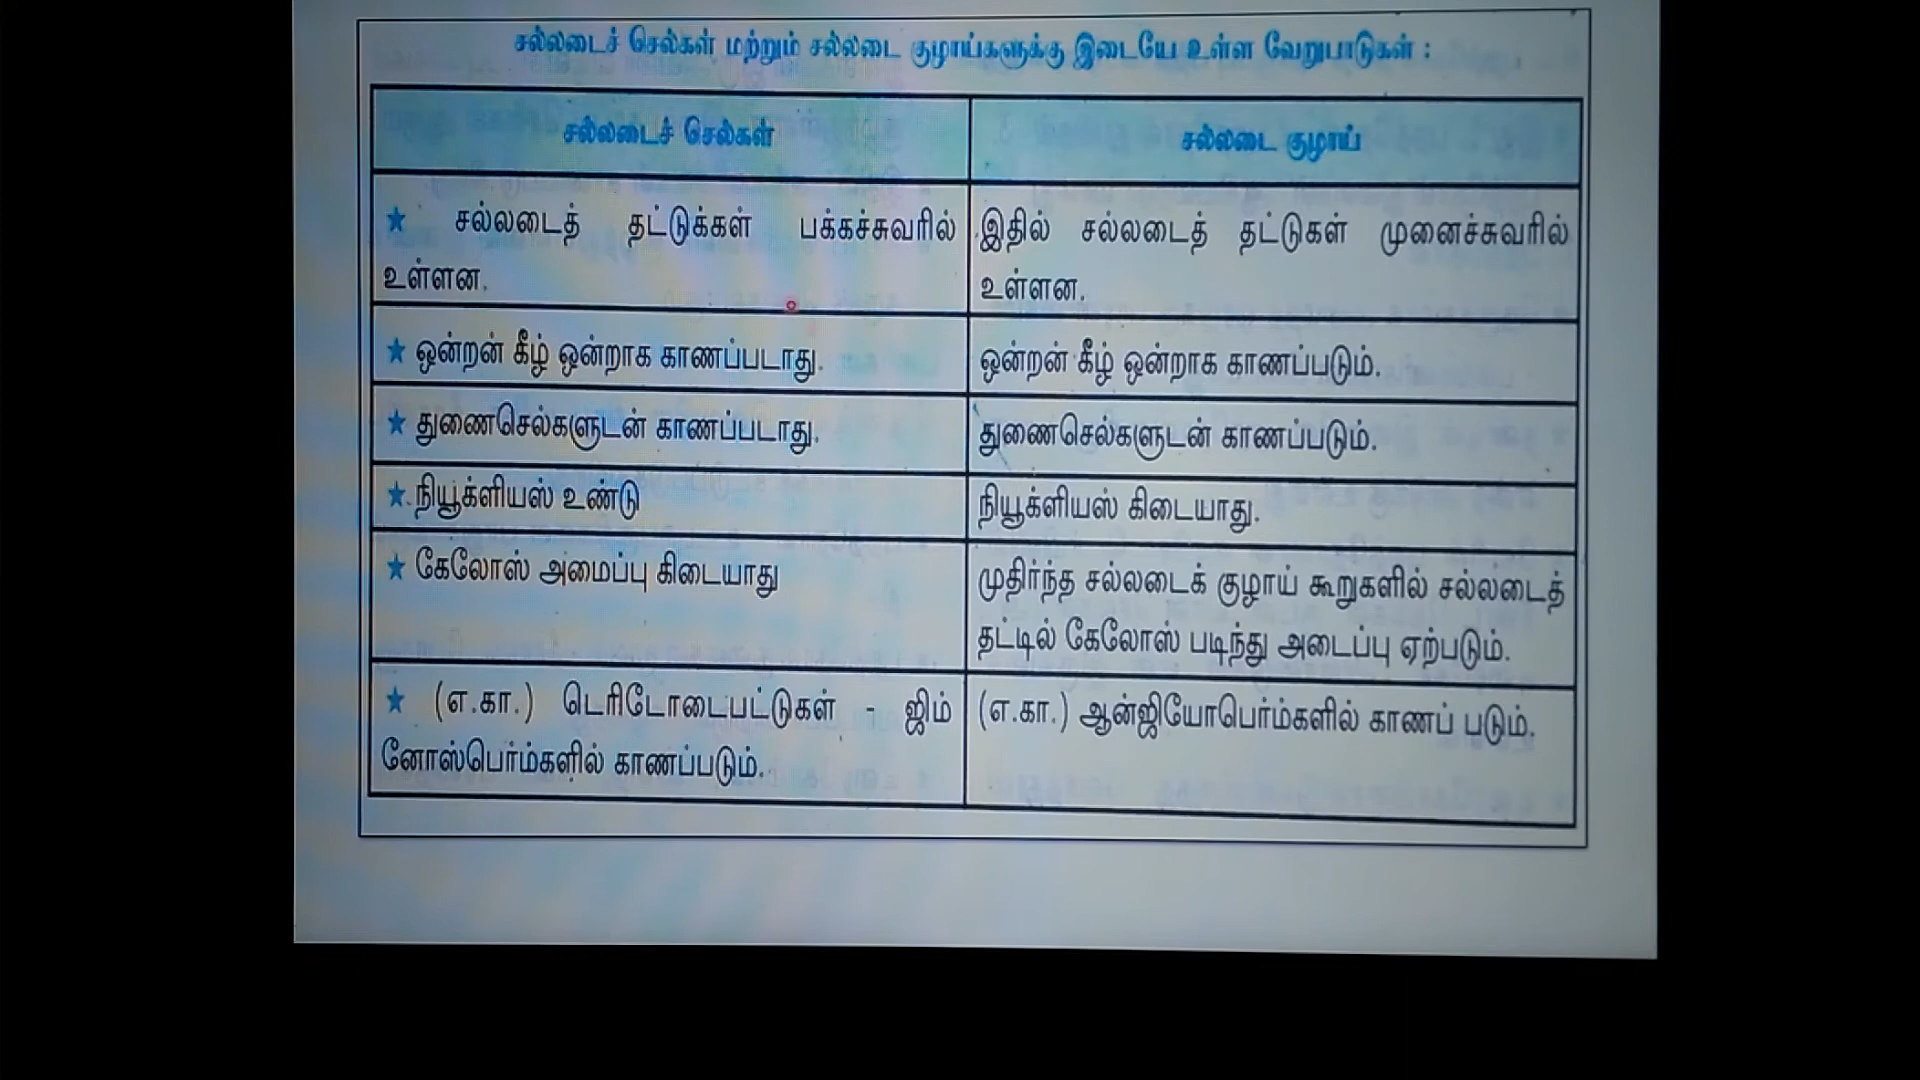 சல்லடைச் செல்கள் மற்றும் சல்லடை குழாய்களுக்கு இடையே உள்ள வேறுபாடுகள் :
சல்லடைச் செல்கள்
சல்லடை குழாய்
★ சல்லடைத் தட்டுக்கள் பக்கச்சுவரில்
உள்ளன.
இதில் சல்லடைத் தட்டுகள் முனைச்சுவரில்
உள்ளன.
★ ஒன்றன் கீழ் ஒன்றாக காணப்படாது.
ஒன்றன் கீழ் ஒன்றாக காணப்படும்.
★ துணைசெல்களுடன் காணப்படாது.
துணைசெல்களுடன் காணப்படும்.
★ நியூக்ளியஸ் உண்டு
நியூக்ளியஸ் கிடையாது.
★ கேலோஸ் அமைப்பு கிடையாது
முதிர்ந்த சல்லடைக் குழாய் கூறுகளில் சல்லடைத்
தட்டில் கேலோஸ் படிந்து அடைப்பு ஏற்படும்.
★ (எ.கா.) டெரிடோடைபட்டுகள் - ஜிம்
னோஸ்பெர்ம்களில் காணப்படும்.
(எ.கா.) ஆன்ஜியோபெர்ம்களில் காணப் படும்.